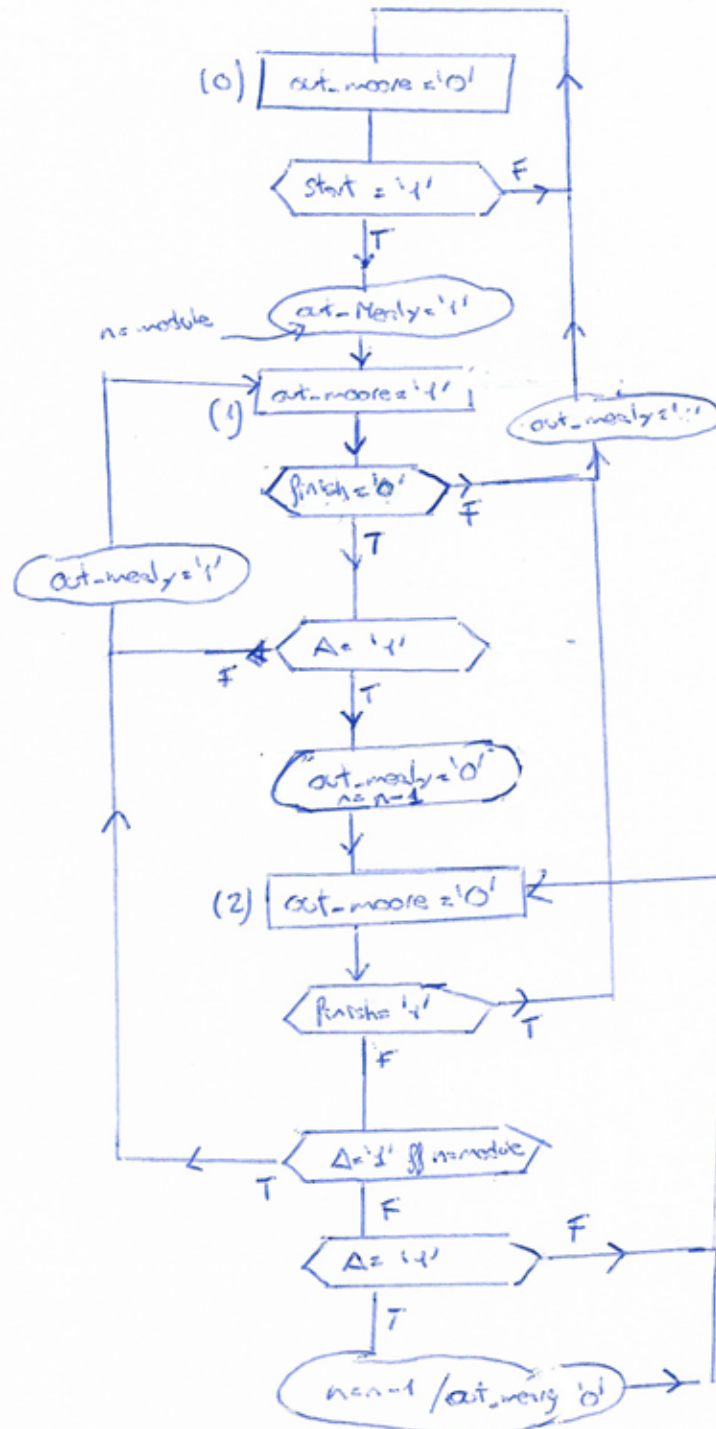 (0) out_moore='0'
start='1'
F
T
out_Mealy='1'
n=module
(1) out_moore='1'
out_mealy='1'
finish='0'
F
T
out_mealy='1'
A='1'
F
T
out_mealy='0'
n=n-1
(2) out_moore='0'
finish='1'
T
F
A='1' && n=module
T
F
A='1'
F
T
n=n-1 / out_mealy '0'